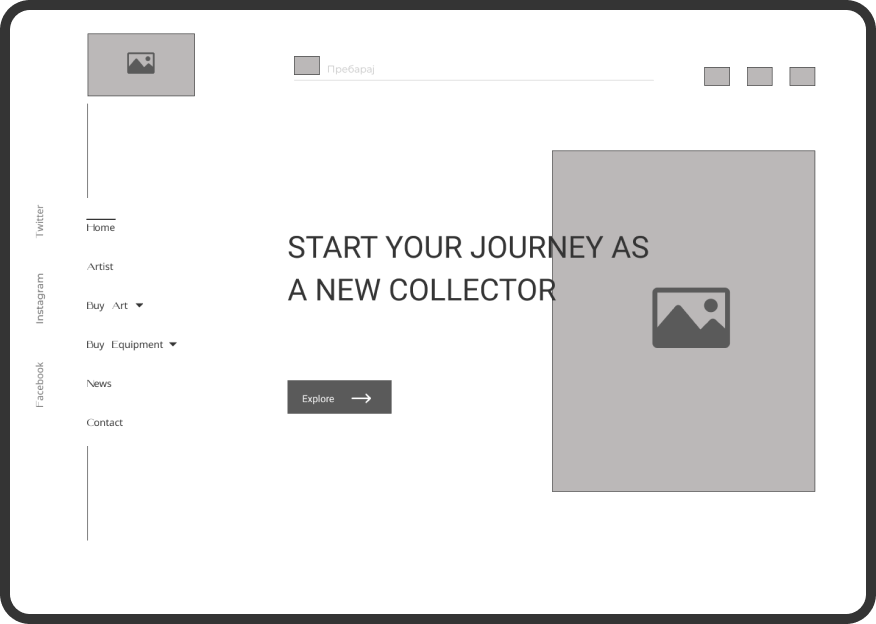 Пребарај
Twitter
Instagram
Facebook
Home
Artist
Buy Art
Buy Equipment
News
Contact
START YOUR JOURNEY AS
A NEW COLLECTOR
Explore